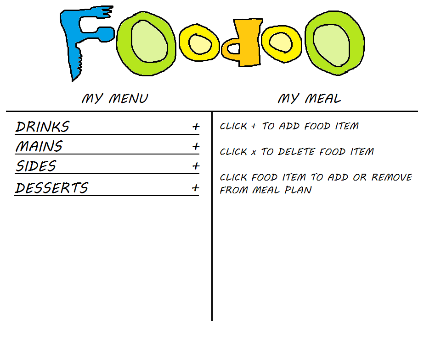 FOodoO
MY MENU
MY MEAL
DRINKS +
MAINS +
SIDES +
DESSERTS +
CLICK + TO ADD FOOD ITEM
CLICK x TO DELETE FOOD ITEM
CLICK FOOD ITEM TO ADD OR REMOVE
FROM MEAL PLAN